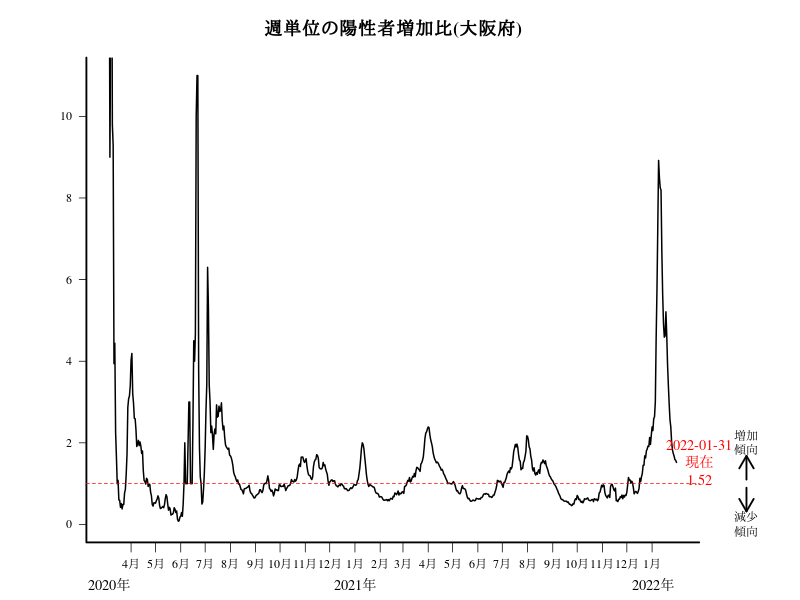 週単位の陽性者増加比(大阪府)
10
8
6
4
2
0
2022-01-31
現在
1.52
増加
傾向
減少
傾向
4月 5月 6月 7月 8月 9月 10月 11月 12月 1月 2月 3月 4月 5月 6月 7月 8月 9月 10月 11月 12月 1月
2020年 2021年 2022年